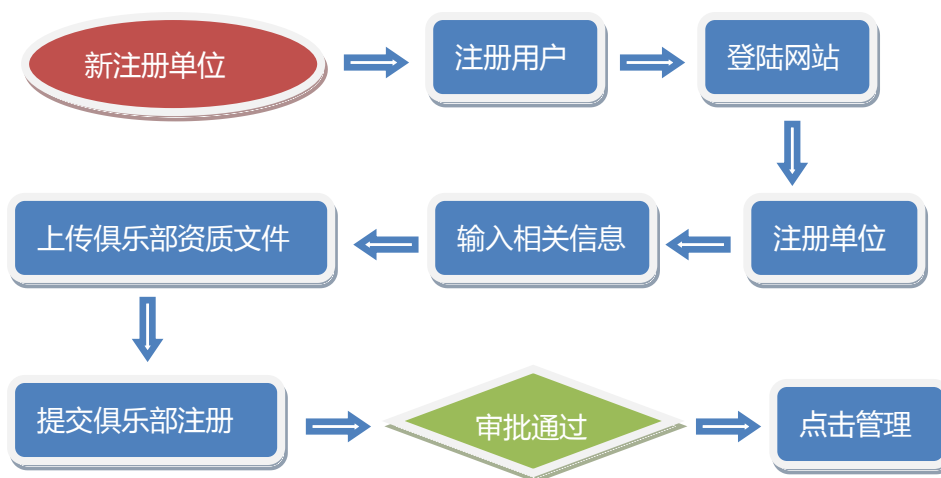 新注册单位
注册用户
登陆网站
注册单位
输入相关信息
上传俱乐部资质文件
提交俱乐部注册
审批通过
点击管理